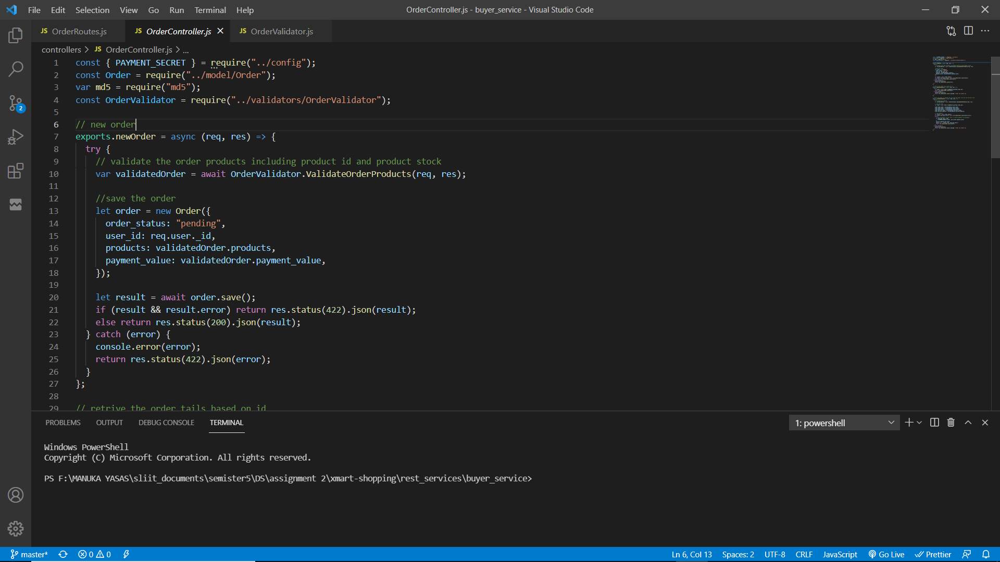 File Edit Selection View Go Run Terminal Help
OrderController.js - buyer_service - Visual Studio Code
JS OrderRoutes.js
JS OrderController.js
JS OrderValidator.js
controllers > JS OrderController.js > ...
1 const { PAYMENT_SECRET } = require("../config");
2 const Order = require("../model/Order");
3 var md5 = require("md5");
4 const OrderValidator = require("../validators/OrderValidator");
5
6 // new order
7 exports.newOrder = async (req, res) => {
8 try {
9 // validate the order products including product id and product stock
10 var validatedOrder = await OrderValidator.ValidateOrderProducts(req, res);
11
12 //save the order
13 let order = new Order({
14 order_status: "pending",
15 user_id: req.user._id,
16 products: validatedOrder.products,
17 payment_value: validatedOrder.payment_value,
18 });
19
20 let result = await order.save();
21 if (result && result.error) return res.status(422).json(result);
22 else return res.status(200).json(result);
23 } catch (error) {
24 console.error(error);
25 return res.status(422).json(error);
26 }
27 };
28
29 // retrive the order tails based on id
2
PROBLEMS OUTPUT DEBUG CONSOLE TERMINAL
1: powershell
Windows PowerShell
Copyright (C) Microsoft Corporation. All rights reserved.
PS F:\MANUKA YASAS\sliit_documents\semister5\DS\assignment 2\xmart-shopping\rest_services\buyer_service>
master* 0 0
Ln 6, Col 13 Spaces: 2 UTF-8 CRLF JavaScript Go Live Prettier